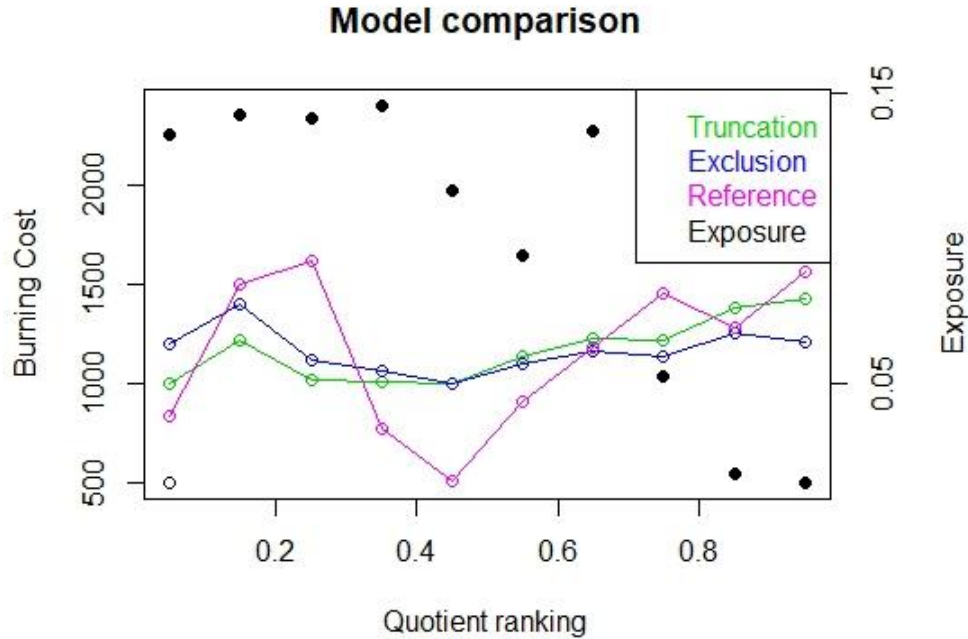 Model comparison
Burning Cost
2000
1500
1000
500
0.15
0.05
Exposure
Truncation
Exclusion
Reference
Exposure
0.2 0.4 0.6 0.8
Quotient ranking